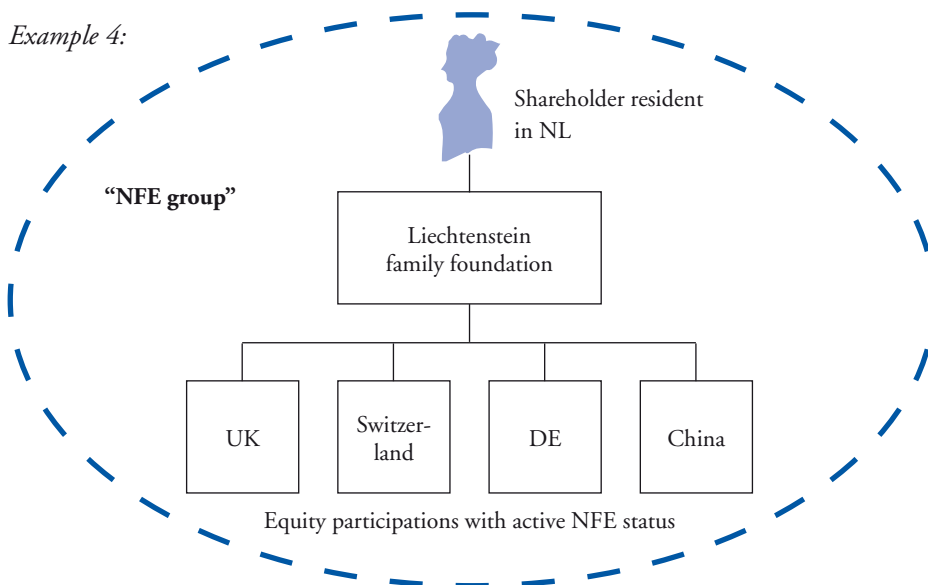 Example 4:
Shareholder resident
in NL
“NFE group”
Liechtenstein
family foundation
UK
Switzer-
land
DE
China
Equity participations with active NFE status